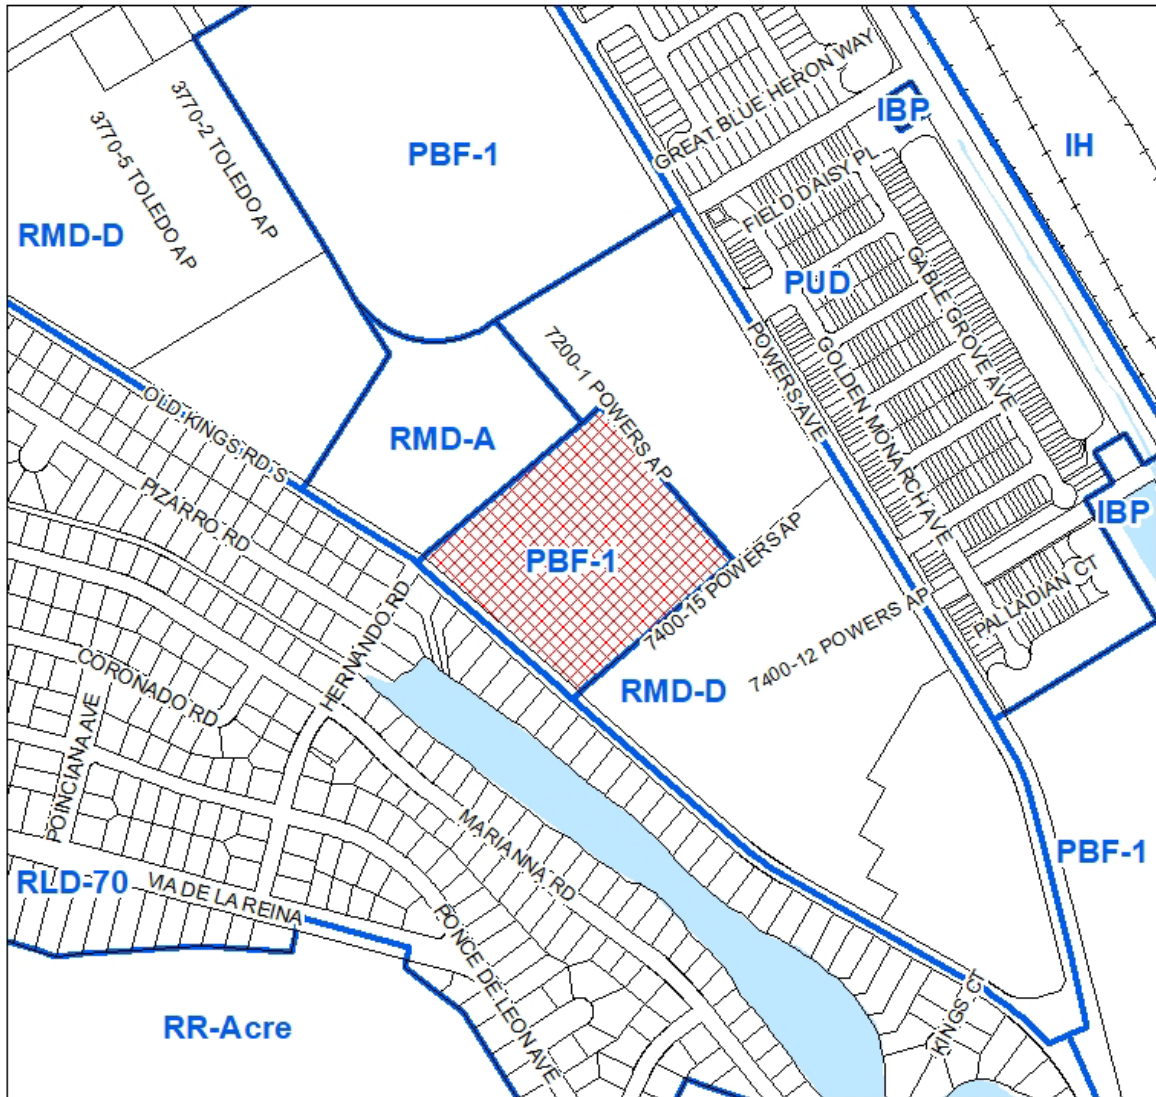 GREAT BLUE HERON WAY
IBP
3770-2 TOLEDO AP
3770-5 TOLEDO AP
PBF-1
IH
FIELD DAISY PL
RMD-D
PUD
GABLE GROVE AVE
7200-1 POWERS AP
POWERS AVE
GOLDEN MONARCH AVE
OLD KINGS RD S
RMD-A
PIZARRO RD
IBP
PBF-1
7400-15 POWERS AP
PALLADIAN CT
HERNANDO RD
7400-12 POWERS AP
CORONADO RD
RMD-D
POINCIANA AVE
MARIANNA RD
PBF-1
RLD-70
VIA DE LA REINA
PONCE DE LEON AVE
KINGS CT
RR-Acre